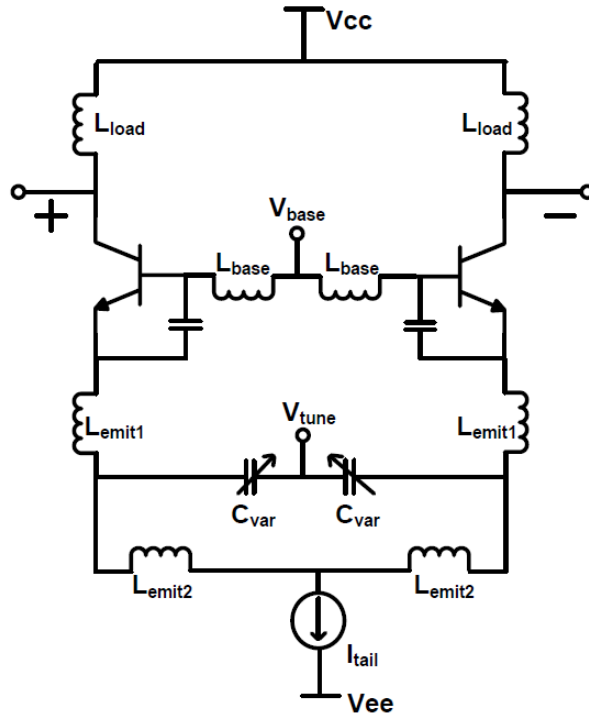 Vcc
Lload Lload
+ −
Vbase
Lbase Lbase
Lemit1 Vtune Lemit1
Cvar Cvar
Lemit2 Lemit2
Itail
Vee